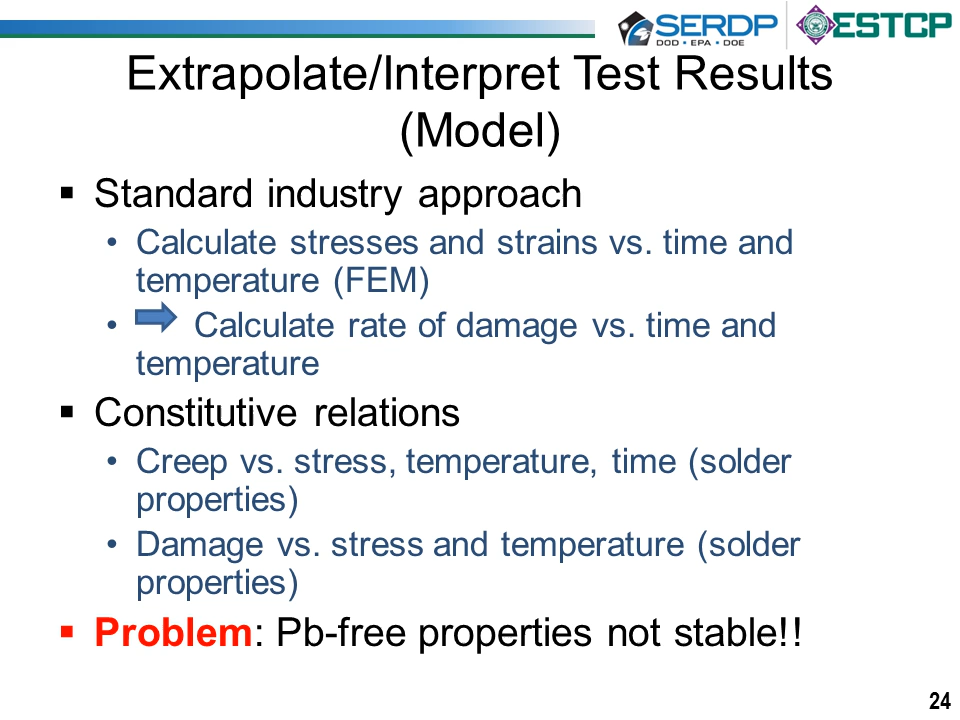 SERDP
DOD • EPA • DOE
ESTCP
Extrapolate/Interpret Test Results
(Model)
▪ Standard industry approach
• Calculate stresses and strains vs. time and
temperature (FEM)
• Calculate rate of damage vs. time and
temperature
▪ Constitutive relations
• Creep vs. stress, temperature, time (solder
properties)
• Damage vs. stress and temperature (solder
properties)
▪ Problem: Pb-free properties not stable!!
24